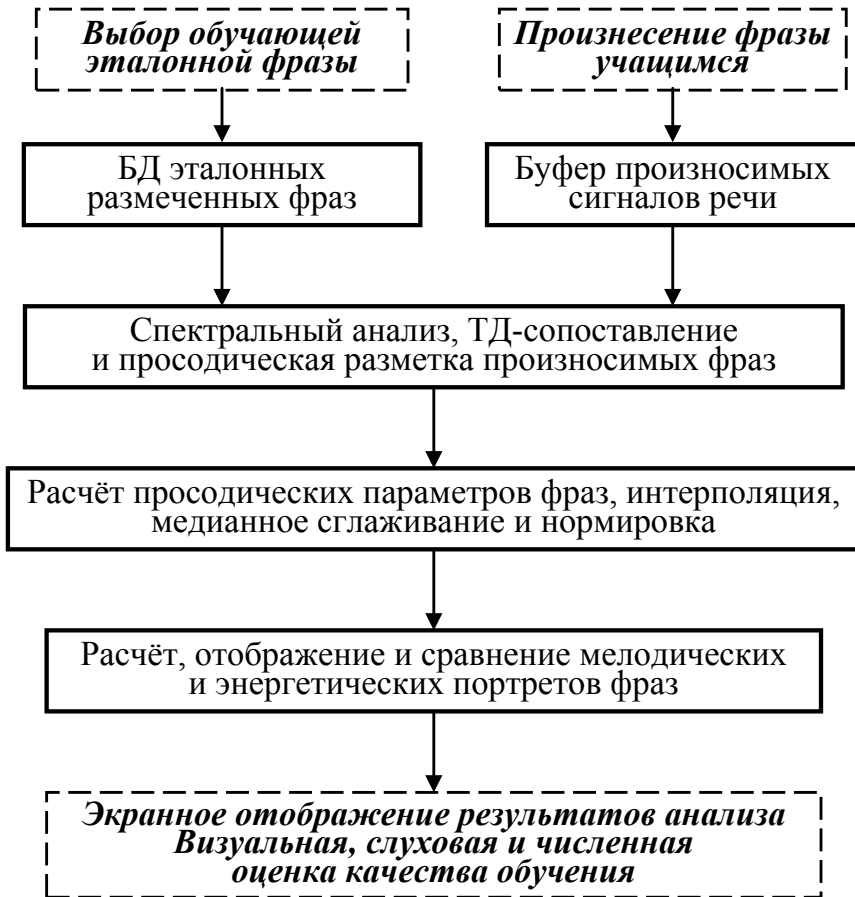 Выбор обучающей
эталонной фразы
Произнесение фразы
учащимся
БД эталонных
размеченных фраз
Буфер произносимых
сигналов речи
Спектральный анализ, ТД-сопоставление
и просодическая разметка произносимых фраз
Расчёт просодических параметров фраз, интерполяция,
медианное сглаживание и нормировка
Расчёт, отображение и сравнение мелодических
и энергетических портретов фраз
Экранное отображение результатов анализа
Визуальная, слуховая и численная
оценка качества обучения